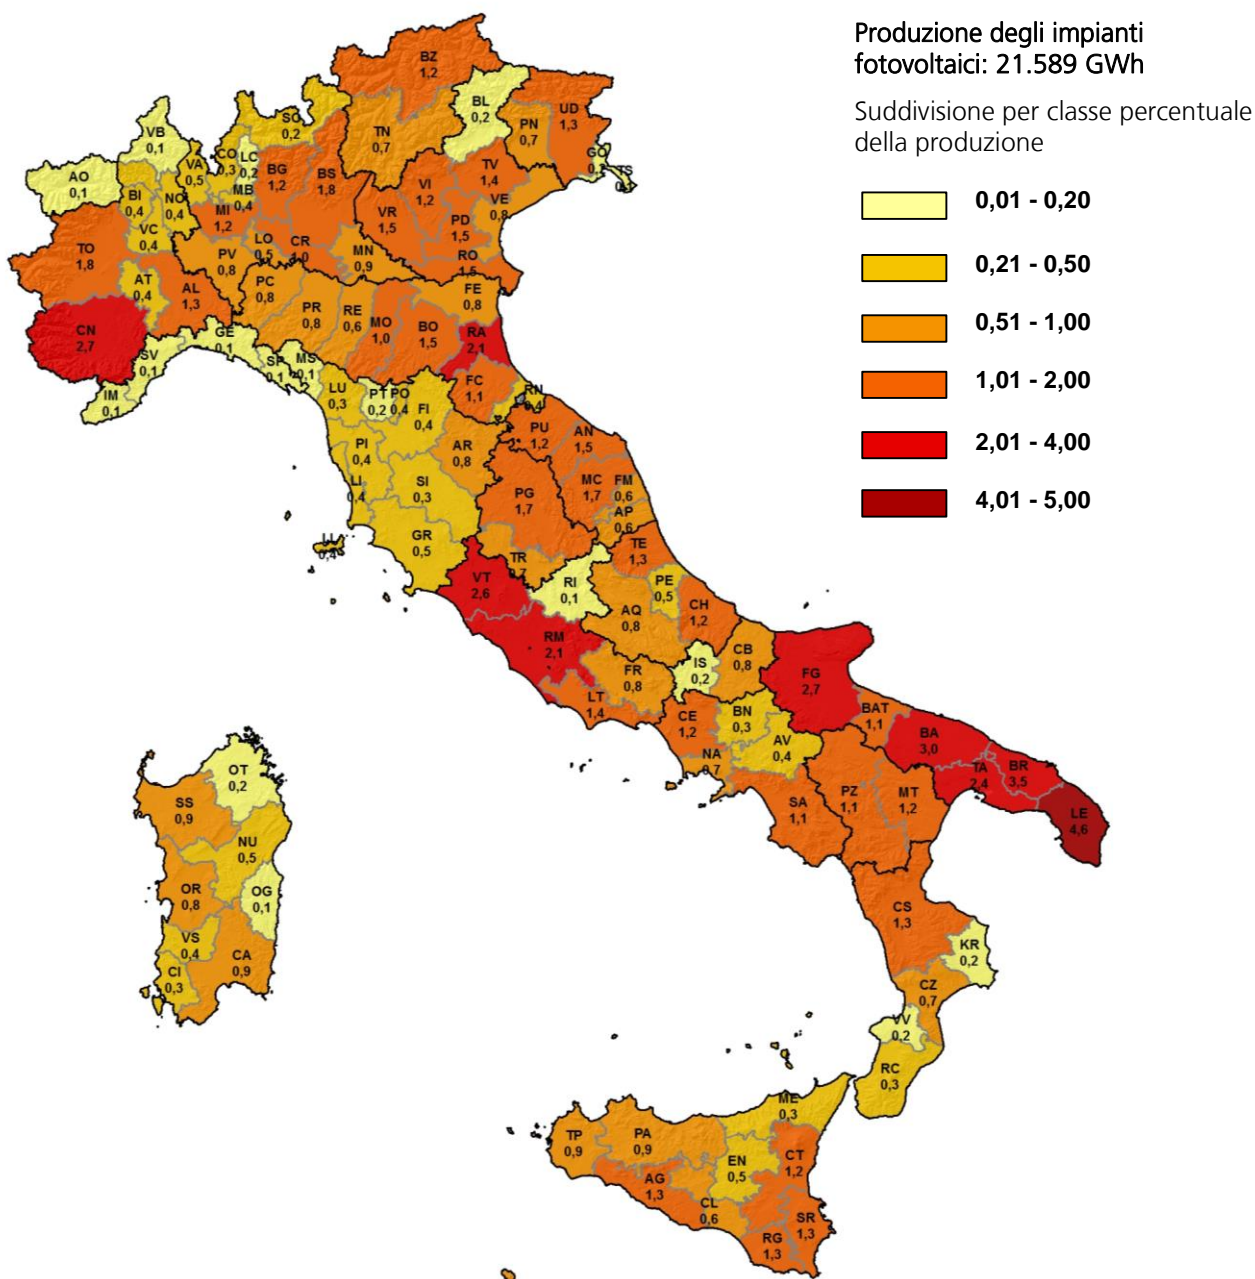 Produzione degli impianti
fotovoltaici: 21.589 GWh
Suddivisione per classe percentuale
della produzione
0,01 - 0,20
0,21 - 0,50
0,51 - 1,00
1,01 - 2,00
2,01 - 4,00
4,01 - 5,00
BZ
1,2
BL
0,2
UD
1,3
PN
0,7
TN
0,7
SO
0,2
VB
0,1
AO
0,1
VA
0,5
CO
0,3
LC
0,2
BG
1,2
BS
1,8
MB
0,4
VI
1,2
TV
1,4
GO
TS
VE
0,8
BI
0,4
NO
0,4
MI
1,2
VR
1,5
PD
1,5
VC
0,4
TO
1,8
PV
0,8
LO
0,5
CR
1,0
MN
0,9
RO
1,5
AT
0,4
AL
1,3
PC
0,8
PR
0,8
RE
0,6
MO
1,0
BO
1,5
FE
0,8
RA
2,1
CN
2,7
GE
0,1
SV
0,1
IM
0,1
SP
0,1
MS
0,1
LU
0,3
PT
0,2
PO
0,4
FI
0,4
FC
1,1
RN
0,4
PU
1,2
AN
1,5
PI
0,4
AR
0,8
LI
0,4
SI
0,3
PG
1,7
MC
1,7
FM
0,6
AP
0,6
GR
0,5
LI
0,4
TR
0,7
TE
1,3
VT
2,6
RI
0,1
PE
0,5
AQ
0,8
CH
1,2
RM
2,1
FR
0,8
IS
0,2
CB
0,8
FG
2,7
LT
1,4
CE
1,2
BN
0,3
AV
0,4
BAT
1,1
BA
3,0
NA
0,7
TA
2,4
BR
3,5
LE
4,6
SA
1,1
PZ
1,1
MT
1,2
OT
0,2
SS
0,9
NU
0,5
OR
0,8
OG
0,1
VS
0,4
CA
0,9
CI
0,3
CS
1,3
KR
0,2
CZ
0,7
VV
0,2
RC
0,3
ME
0,3
TP
0,9
PA
0,9
EN
0,5
CT
1,2
AG
1,3
CL
0,6
SR
1,3
RG
1,3